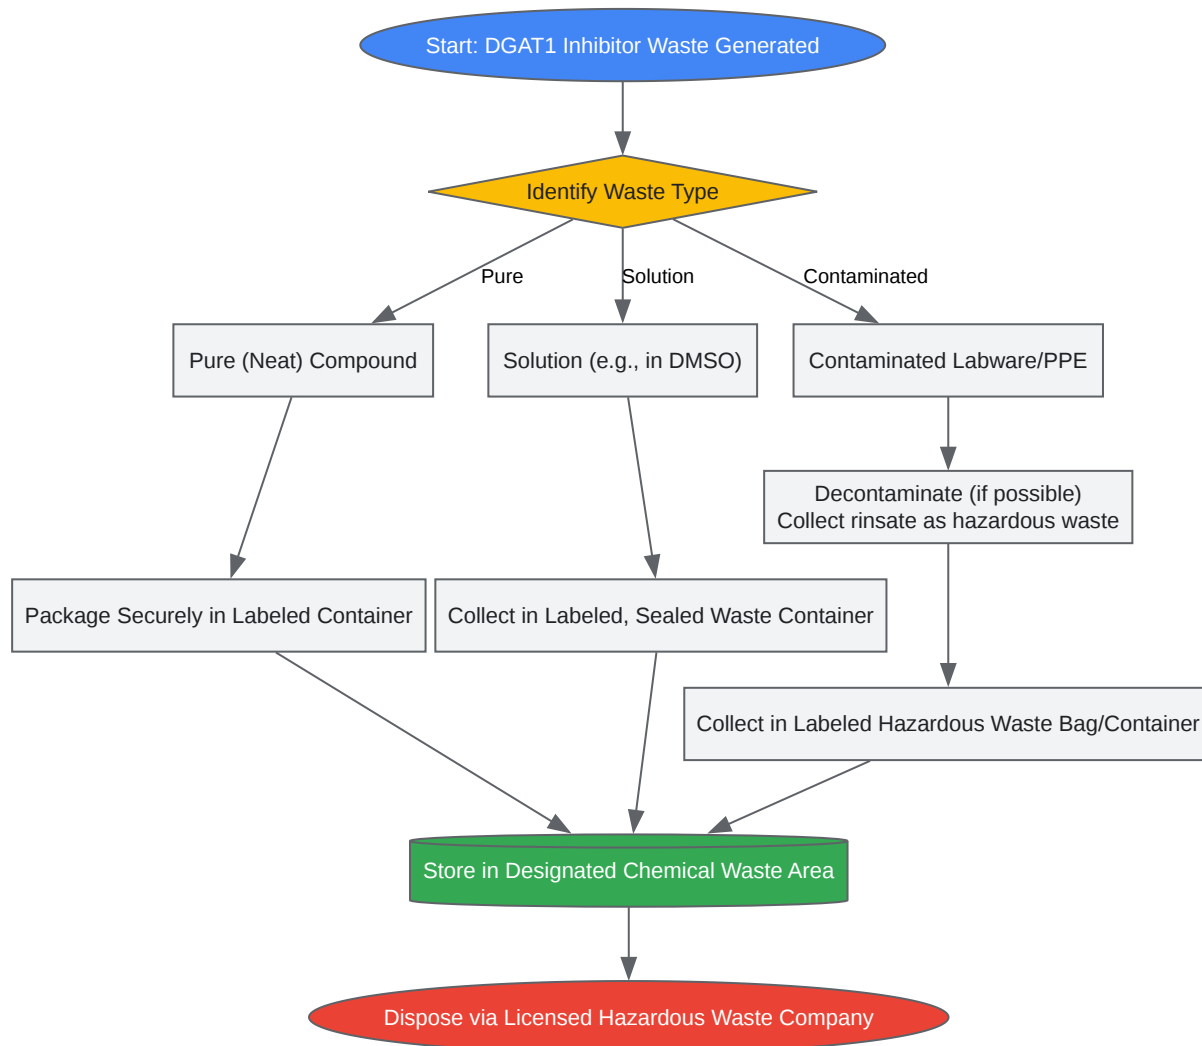 Start: DGAT1 Inhibitor Waste Generated
Identify Waste Type
Pure
Solution
Contaminated
Pure (Neat) Compound
Solution (e.g., in DMSO)
Contaminated Labware/PPE
Decontaminate (if possible)
Collect rinsate as hazardous waste
Package Securely in Labeled Container
Collect in Labeled, Sealed Waste Container
Collect in Labeled Hazardous Waste Bag/Container
Store in Designated Chemical Waste Area
Dispose via Licensed Hazardous Waste Company